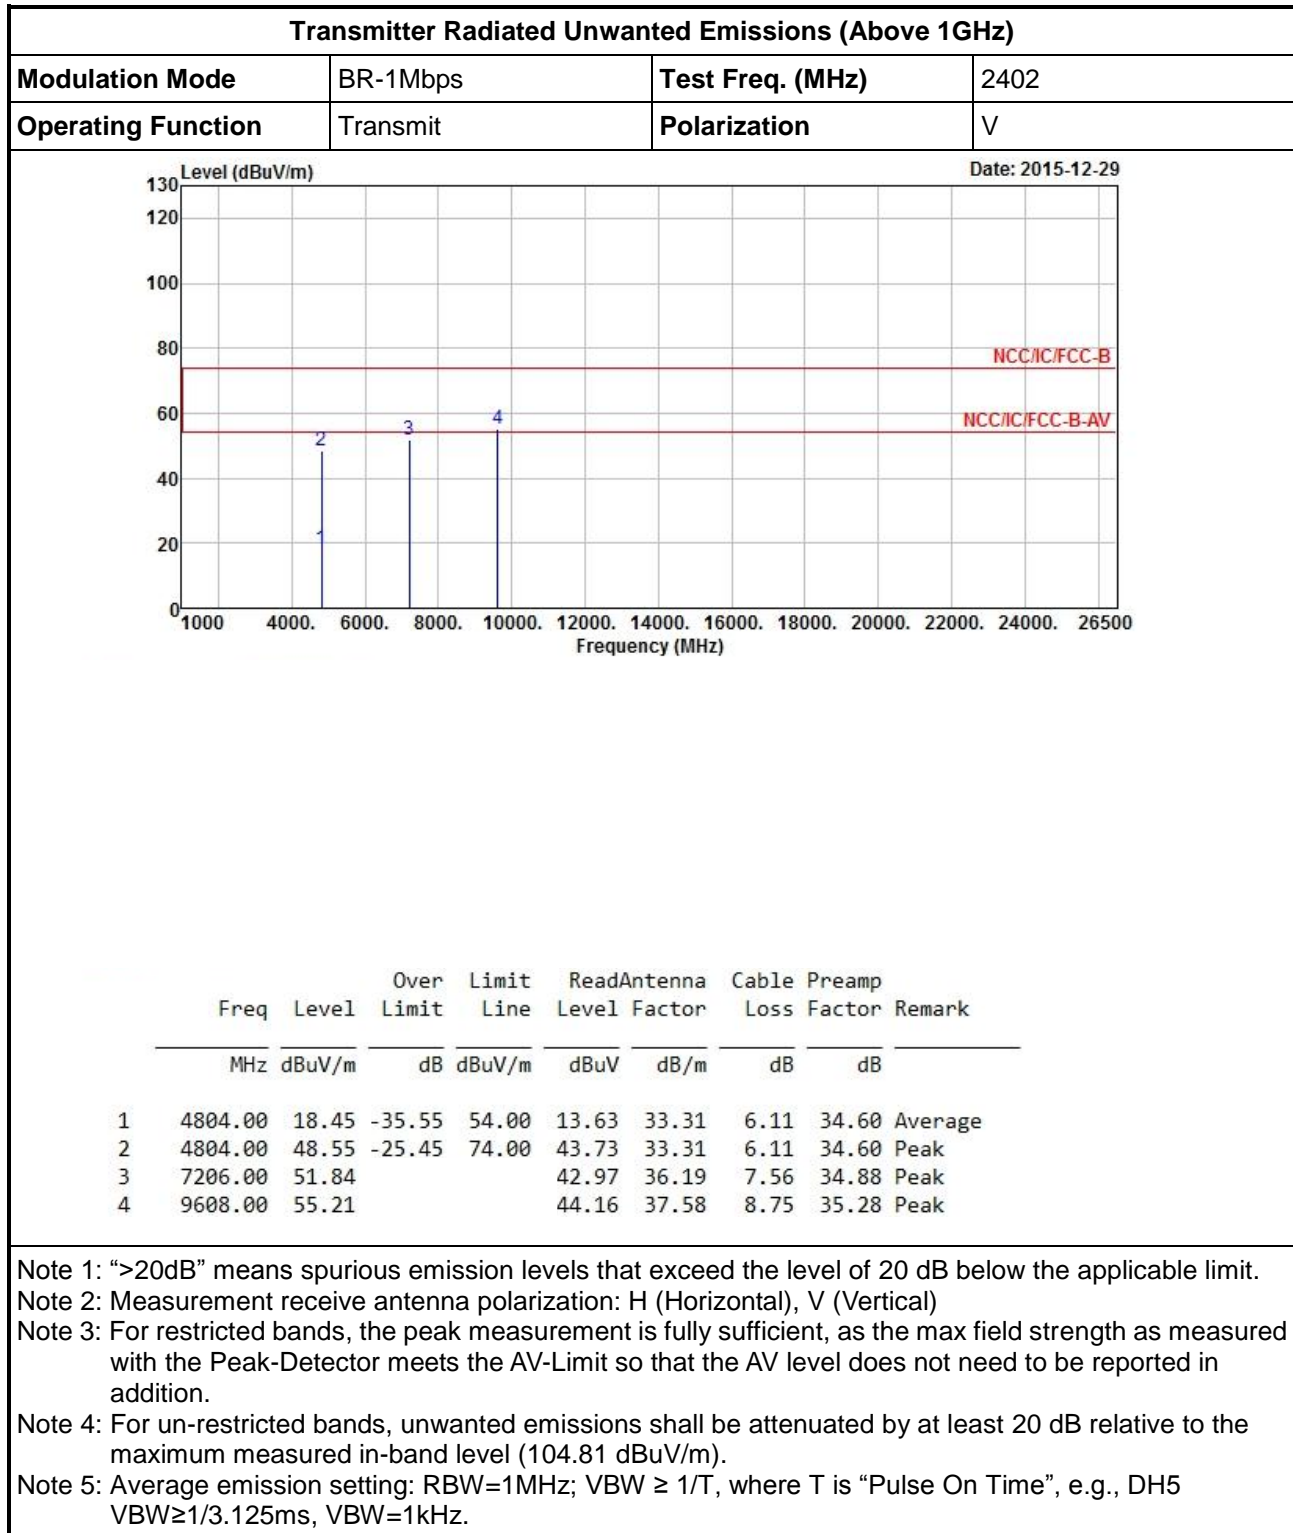 Transmitter Radiated Unwanted Emissions (Above 1GHz)
Modulation Mode BR-1Mbps Test Freq. (MHz) 2402
Operating Function Transmit Polarization V
Level (dBuV/m) Date: 2015-12-29
130
120
100
80
NCC/IC/FCC-B
60
4
NCC/IC/FCC-B-AV
3
2
40
1
20
0
1000 4000. 6000. 8000. 10000. 12000. 14000. 16000. 18000. 20000. 22000. 24000. 26500
Frequency (MHz)
Over Limit ReadAntenna Cable Preamp
Freq Level Limit Line Level Factor Loss Factor Remark
MHz dBuV/m dB dBuV/m dBuV dB/m dB dB
1 4804.00 18.45 -35.55 54.00 13.63 33.31 6.11 34.60 Average
2 4804.00 48.55 -25.45 74.00 43.73 33.31 6.11 34.60 Peak
3 7206.00 51.84 42.97 36.19 7.56 34.88 Peak
4 9608.00 55.21 44.16 37.58 8.75 35.28 Peak
Note 1: “>20dB” means spurious emission levels that exceed the level of 20 dB below the applicable limit.
Note 2: Measurement receive antenna polarization: H (Horizontal), V (Vertical)
Note 3: For restricted bands, the peak measurement is fully sufficient, as the max field strength as measured
with the Peak-Detector meets the AV-Limit so that the AV level does not need to be reported in
addition.
Note 4: For un-restricted bands, unwanted emissions shall be attenuated by at least 20 dB relative to the
maximum measured in-band level (104.81 dBuV/m).
Note 5: Average emission setting: RBW=1MHz; VBW ≥ 1/T, where T is “Pulse On Time”, e.g., DH5
VBW≥1/3.125ms, VBW=1kHz.